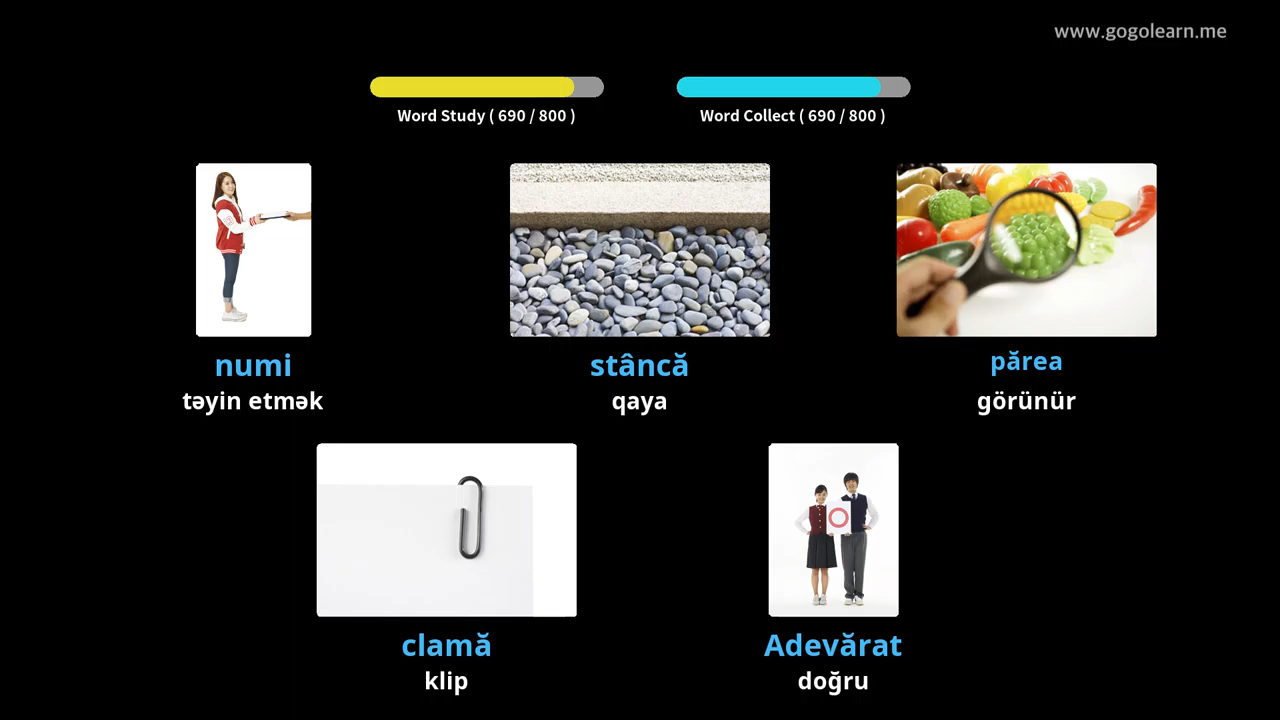 www.gogolearn.me
Word Study ( 690 / 800 )
Word Collect ( 690 / 800 )
numi
təyin etmək
stâncă
qaya
părea
görünür
clamă
klip
Adevărat
doğru